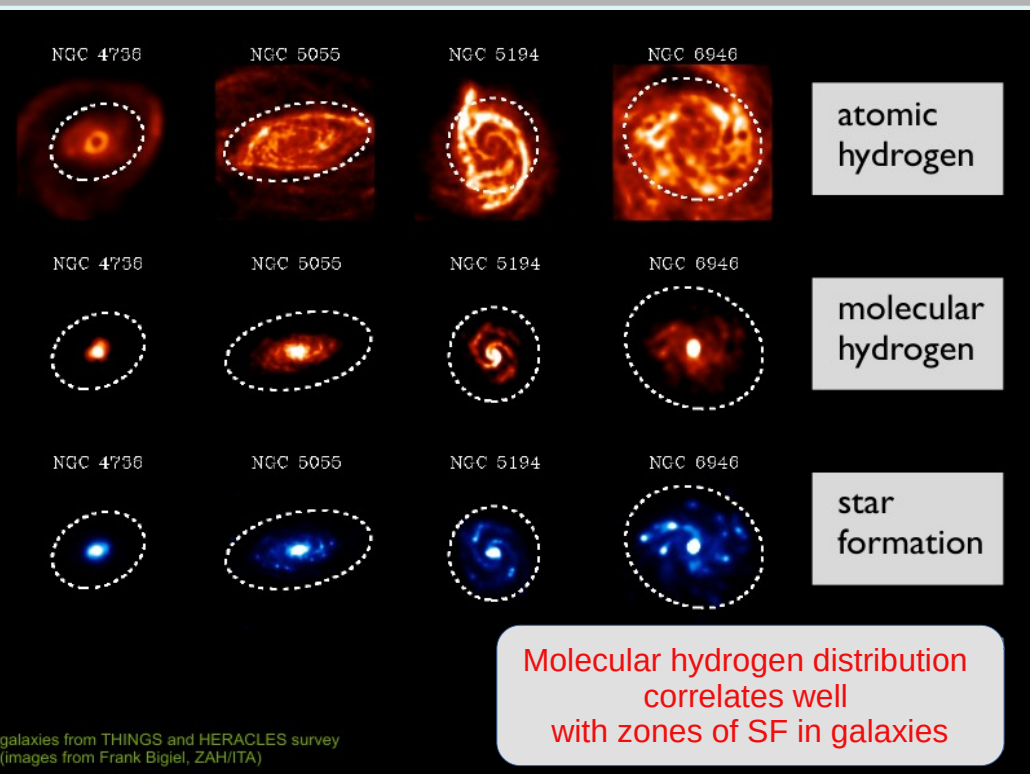 NGC 4736 NGC 5055 NGC 5194 NGC 6946
atomic
hydrogen
NGC 4736 NGC 5055 NGC 5194 NGC 6946
molecular
hydrogen
NGC 4736 NGC 5055 NGC 5194 NGC 6946
star
formation
Molecular hydrogen distribution
correlates well
with zones of SF in galaxies
galaxies from THINGS and HERACLES survey
(images from Frank Bigiel, ZAH/ITA)